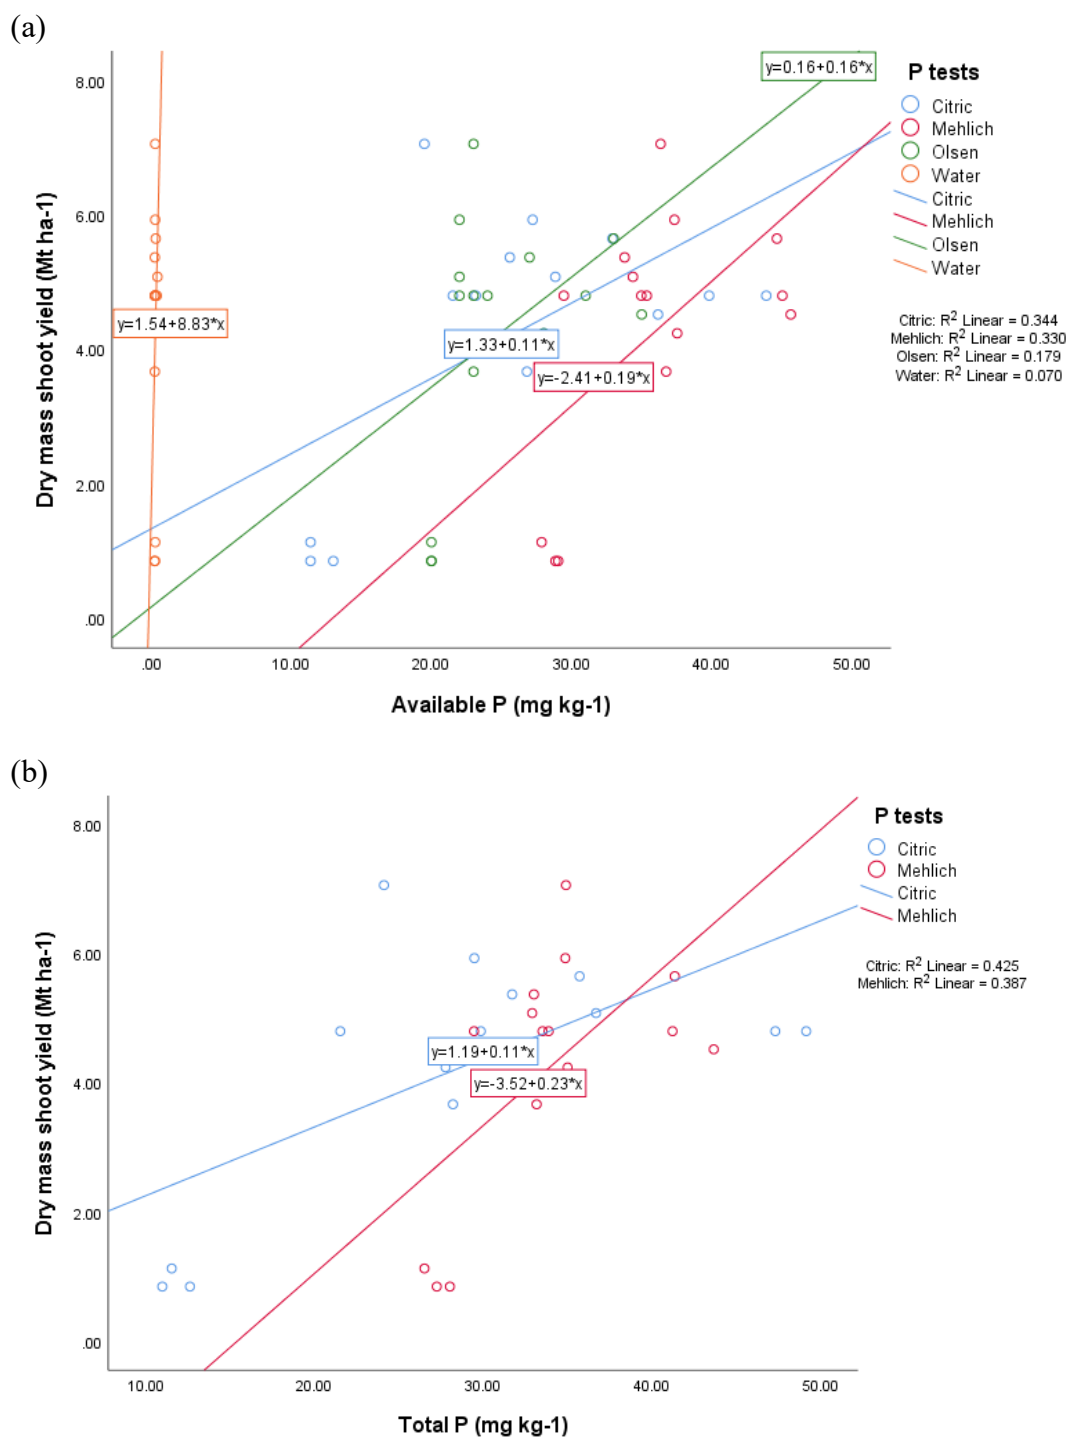 (a)
y=0.16+0.16*x
P tests
Citric
Mehlich
Olsen
Water
Citric
Mehlich
Olsen
Water
Citric: R² Linear = 0.344
Mehlich: R² Linear = 0.330
Olsen: R² Linear = 0.179
Water: R² Linear = 0.070
8.00
6.00
4.00
2.00
.00
Dry mass shoot yield (Mt ha-1)
y=1.54+8.83*x
y=1.33+0.11*x
y=-2.41+0.19*x
.00 10.00 20.00 30.00 40.00 50.00
Available P (mg kg-1)
(b)
P tests
Citric
Mehlich
Citric
Mehlich
Citric: R² Linear = 0.425
Mehlich: R² Linear = 0.387
8.00
6.00
4.00
2.00
.00
Dry mass shoot yield (Mt ha-1)
y=1.19+0.11*x
y=-3.52+0.23*x
10.00 20.00 30.00 40.00 50.00
Total P (mg kg-1)